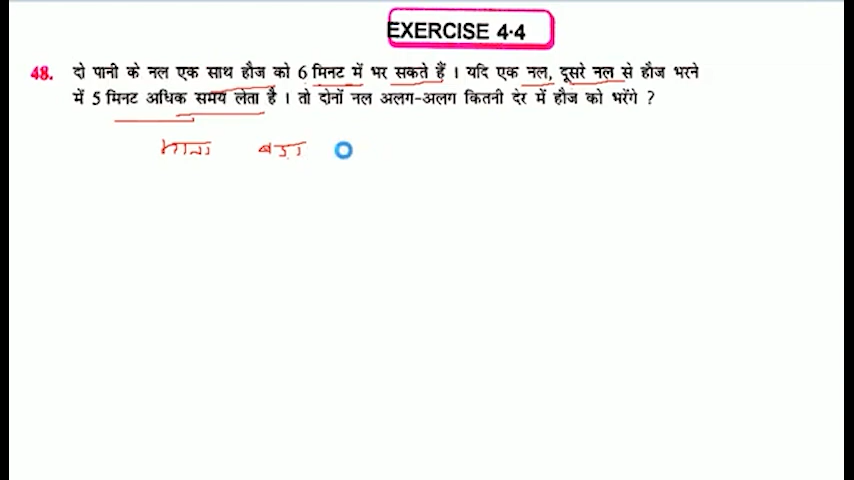 EXERCISE 4·4
48. दो पानी के नल एक साथ हौज को 6 मिनट में भर सकते हैं । यदि एक नल, दूसरे नल से हौज भरने
में 5 मिनट अधिक समय लेता है । तो दोनों नल अलग-अलग कितनी देर में हौज को भरेंगे ?
माना बड़ा